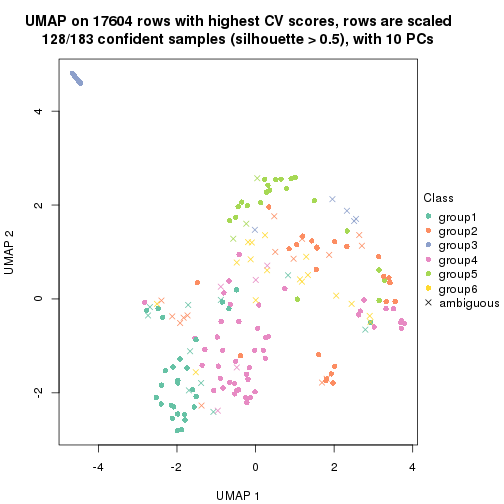 UMAP on 17604 rows with highest CV scores, rows are scaled
128/183 confident samples (silhouette > 0.5), with 10 PCs
Class
group1
group2
group3
group4
group5
group6
ambiguous
UMAP 2
4
2
0
-2
-4
-2
0
2
4
UMAP 1